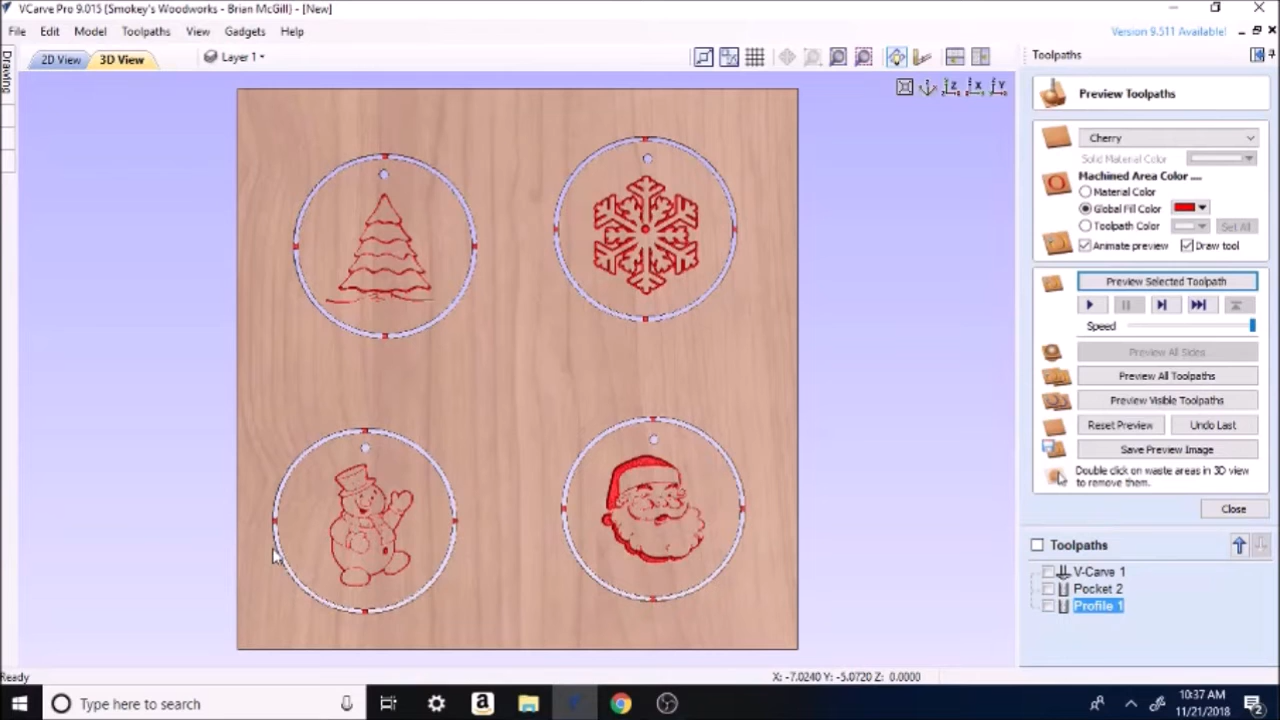 VCarve Pro 9.015 {Smokey's Woodworks - Brian McGill} - [New]
File Edit Model Toolpaths View Gadgets Help
Version 9.511 Available!
Drawing
2D View 3D View Layer 1
Toolpaths
Z X Y
Preview Toolpaths
Cherry
Solid Material Color
Machined Area Color ....
Material Color
Global Fill Color
Toolpath Color Set All
Animate preview Draw tool
Preview Selected Toolpath
Speed
Preview All Sides...
Preview All Toolpaths
Preview Visible Toolpaths
Reset Preview Undo Last
Save Preview Image
Double click on waste areas in 3D view
to remove them.
Close
Toolpaths
V-Carve 1
Pocket 2
Profile 1
Ready
X: -7.0240 Y: -5.0720 Z: 0.0000
Type here to search
a
10:37 AM
11/21/2018
2